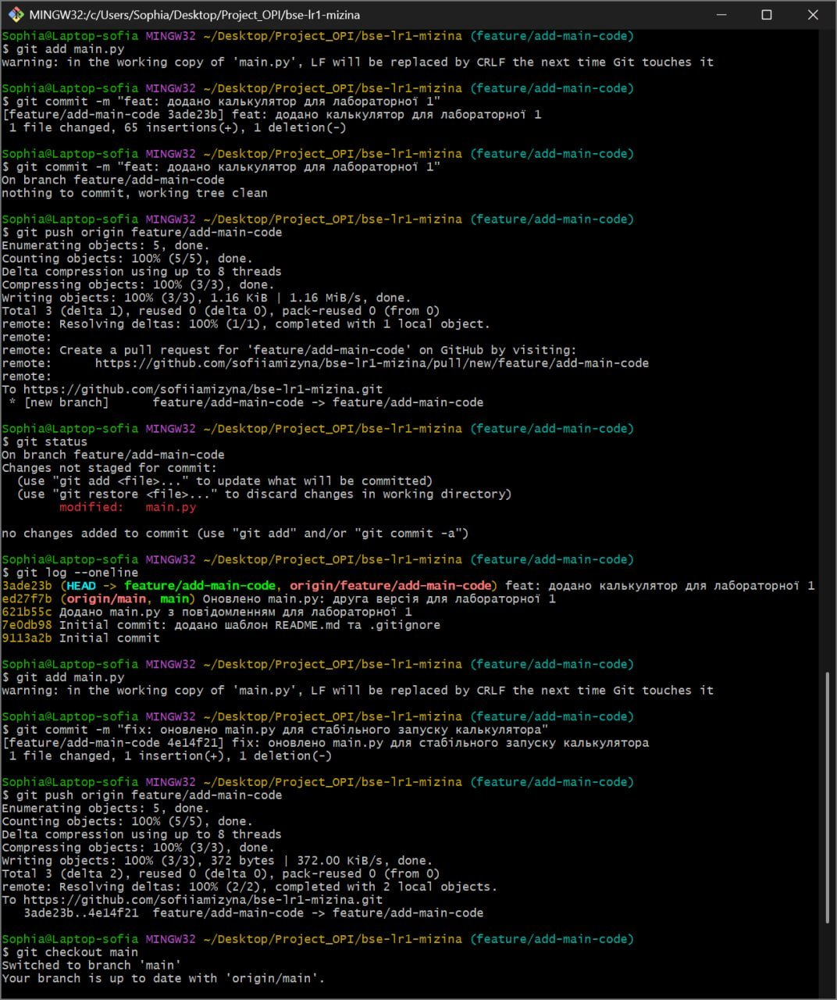 MINGW32:/c/Users/Sophia/Desktop/Project_OPI/bse-lr1-mizina
Sophia@Laptop-sofia MINGW32 ~/Desktop/Project_OPI/bse-lr1-mizina (feature/add-main-code)
$ git add main.py
warning: in the working copy of 'main.py', LF will be replaced by CRLF the next time Git touches it
Sophia@Laptop-sofia MINGW32 ~/Desktop/Project_OPI/bse-lr1-mizina (feature/add-main-code)
$ git commit -m "feat: додано калькулятор для лабораторної 1"
[feature/add-main-code 3ade23b] feat: додано калькулятор для лабораторної 1
1 file changed, 65 insertions(+), 1 deletion(-)
Sophia@Laptop-sofia MINGW32 ~/Desktop/Project_OPI/bse-lr1-mizina (feature/add-main-code)
$ git commit -m "feat: додано калькулятор для лабораторної 1"
On branch feature/add-main-code
nothing to commit, working tree clean
Sophia@Laptop-sofia MINGW32 ~/Desktop/Project_OPI/bse-lr1-mizina (feature/add-main-code)
$ git push origin feature/add-main-code
Enumerating objects: 5, done.
Counting objects: 100% (5/5), done.
Delta compression using up to 8 threads
Compressing objects: 100% (3/3), done.
Writing objects: 100% (3/3), 1.16 KiB | 1.16 MiB/s, done.
Total 3 (delta 1), reused 0 (delta 0), pack-reused 0 (from 0)
remote: Resolving deltas: 100% (1/1), completed with 1 local object.
remote:
remote: Create a pull request for 'feature/add-main-code' on GitHub by visiting:
remote:      https://github.com/sofiiamizyna/bse-lr1-mizina/pull/new/feature/add-main-code
remote:
To https://github.com/sofiiamizyna/bse-lr1-mizina.git
* [new branch]      feature/add-main-code -> feature/add-main-code
Sophia@Laptop-sofia MINGW32 ~/Desktop/Project_OPI/bse-lr1-mizina (feature/add-main-code)
$ git status
On branch feature/add-main-code
Changes not staged for commit:
(use "git add <file>..." to update what will be committed)
(use "git restore <file>..." to discard changes in working directory)
modified:   main.py
no changes added to commit (use "git add" and/or "git commit -a")
Sophia@Laptop-sofia MINGW32 ~/Desktop/Project_OPI/bse-lr1-mizina (feature/add-main-code)
$ git log --oneline
3ade23b (HEAD -> feature/add-main-code, origin/feature/add-main-code) feat: додано калькулятор для лабораторної 1
ed27f7b (origin/main, main) Оновлено main.py: друга версія для лабораторної 1
621b55c Додано main.py з повідомленням для лабораторної 1
7e0db98 Initial commit: додано шаблон README.md та .gitignore
9113a2b Initial commit
Sophia@Laptop-sofia MINGW32 ~/Desktop/Project_OPI/bse-lr1-mizina (feature/add-main-code)
$ git add main.py
warning: in the working copy of 'main.py', LF will be replaced by CRLF the next time Git touches it
Sophia@Laptop-sofia MINGW32 ~/Desktop/Project_OPI/bse-lr1-mizina (feature/add-main-code)
$ git commit -m "fix: оновлено main.py для стабільного запуску калькулятора"
[feature/add-main-code 4e14f21] fix: оновлено main.py для стабільного запуску калькулятора
1 file changed, 1 insertion(+), 1 deletion(-)
Sophia@Laptop-sofia MINGW32 ~/Desktop/Project_OPI/bse-lr1-mizina (feature/add-main-code)
$ git push origin feature/add-main-code
Enumerating objects: 5, done.
Counting objects: 100% (5/5), done.
Delta compression using up to 8 threads
Compressing objects: 100% (3/3), done.
Writing objects: 100% (3/3), 372 bytes | 372.00 KiB/s, done.
Total 3 (delta 2), reused 0 (delta 0), pack-reused 0 (from 0)
remote: Resolving deltas: 100% (2/2), completed with 2 local objects.
To https://github.com/sofiiamizyna/bse-lr1-mizina.git
3ade23b..4e14f21  feature/add-main-code -> feature/add-main-code
Sophia@Laptop-sofia MINGW32 ~/Desktop/Project_OPI/bse-lr1-mizina (feature/add-main-code)
$ git checkout main
Switched to branch 'main'
Your branch is up to date with 'origin/main'.